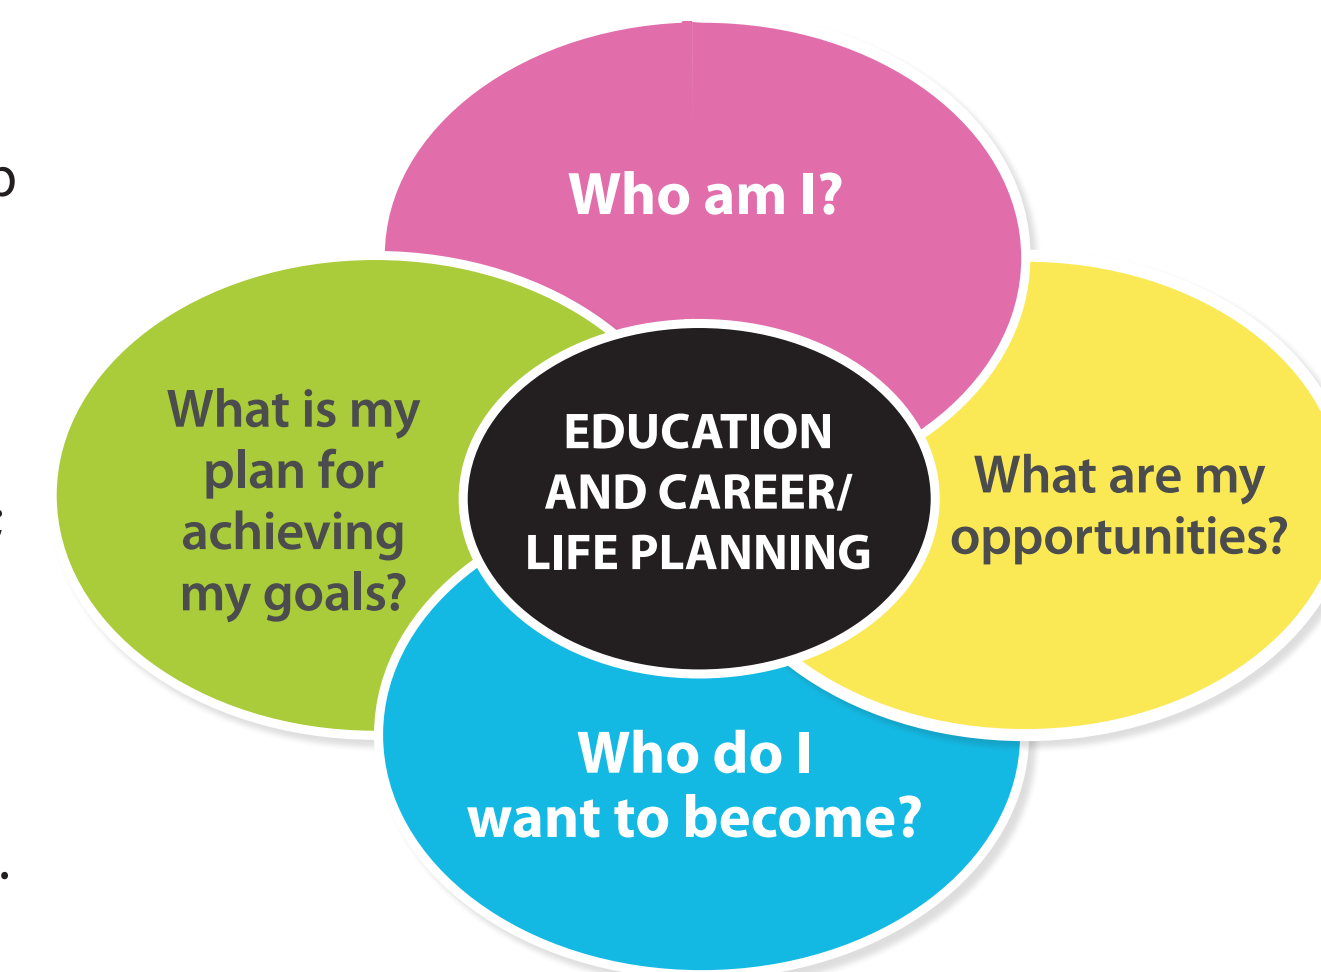 Who am I?
What are my
opportunities?
Who do I
want to become?
What is my
plan for
achieving
my goals?
EDUCATION
AND CAREER/
LIFE PLANNING